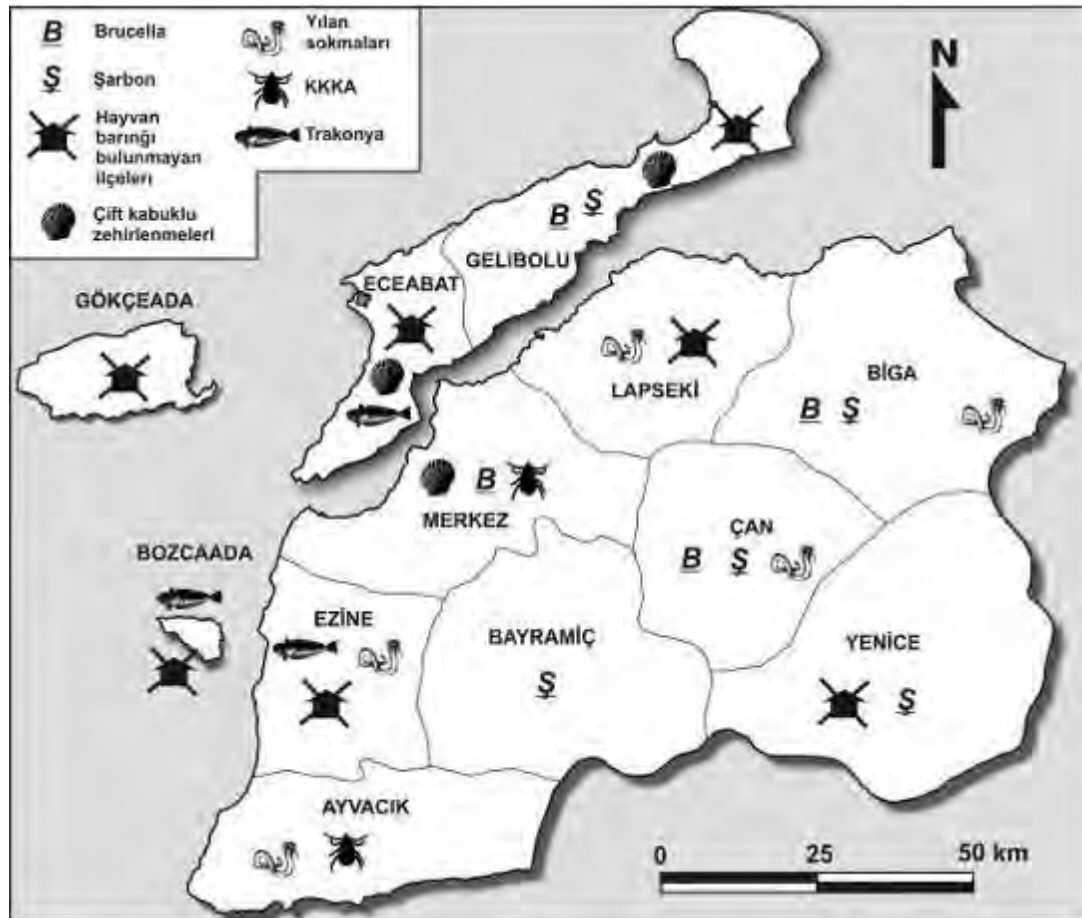 B Brucella
Ş Şarbon
Hayvan
barınğı
bulunmayan
ilçeleri
Çift kabuklu
zehirlenmeleri
Yılan
sokmaları
KKKA
Trakonya
N
B Ş
GELİBOLU
ECEABAT
GÖKÇEADA
LAPSEKİ
BİGA
B Ş
B
MERKEZ
ÇAN
B Ş
BOZCAADA
EZİNE
BAYRAMİÇ
Ş
YENİCE
Ş
AYVACIK
0 25 50 km